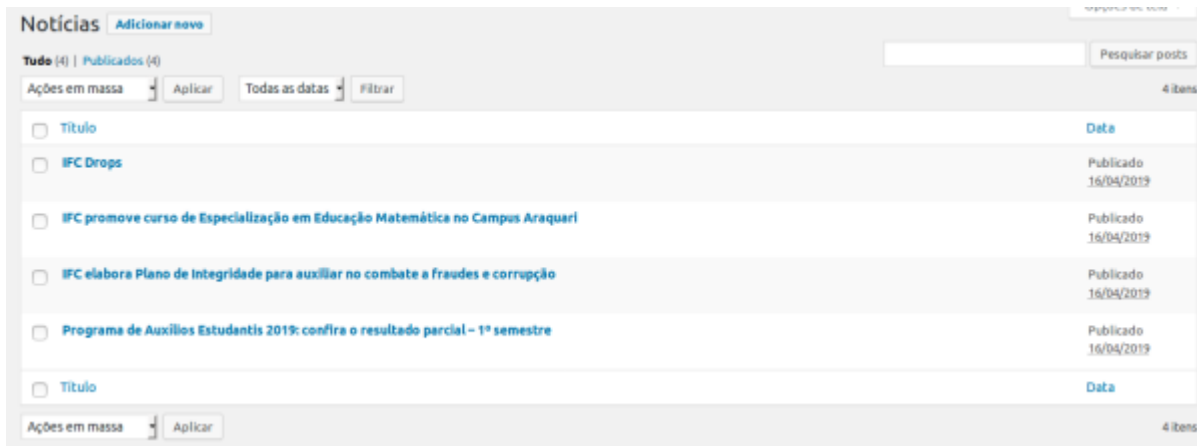 Notícias Adicionar novo
Opções de tela
Tudo (4) | Publicados (4)
Pesquisar posts
Ações em massa Aplicar Todas as datas Filtrar 4 itens
Título Data
IFC Drops Publicado
16/04/2019
IFC promove curso de Especialização em Educação Matemática no Campus Araquari Publicado
16/04/2019
IFC elabora Plano de Integridade para auxiliar no combate a fraudes e corrupção Publicado
16/04/2019
Programa de Auxílios Estudantis 2019: confira o resultado parcial – 1º semestre Publicado
16/04/2019
Título Data
Ações em massa Aplicar 4 itens